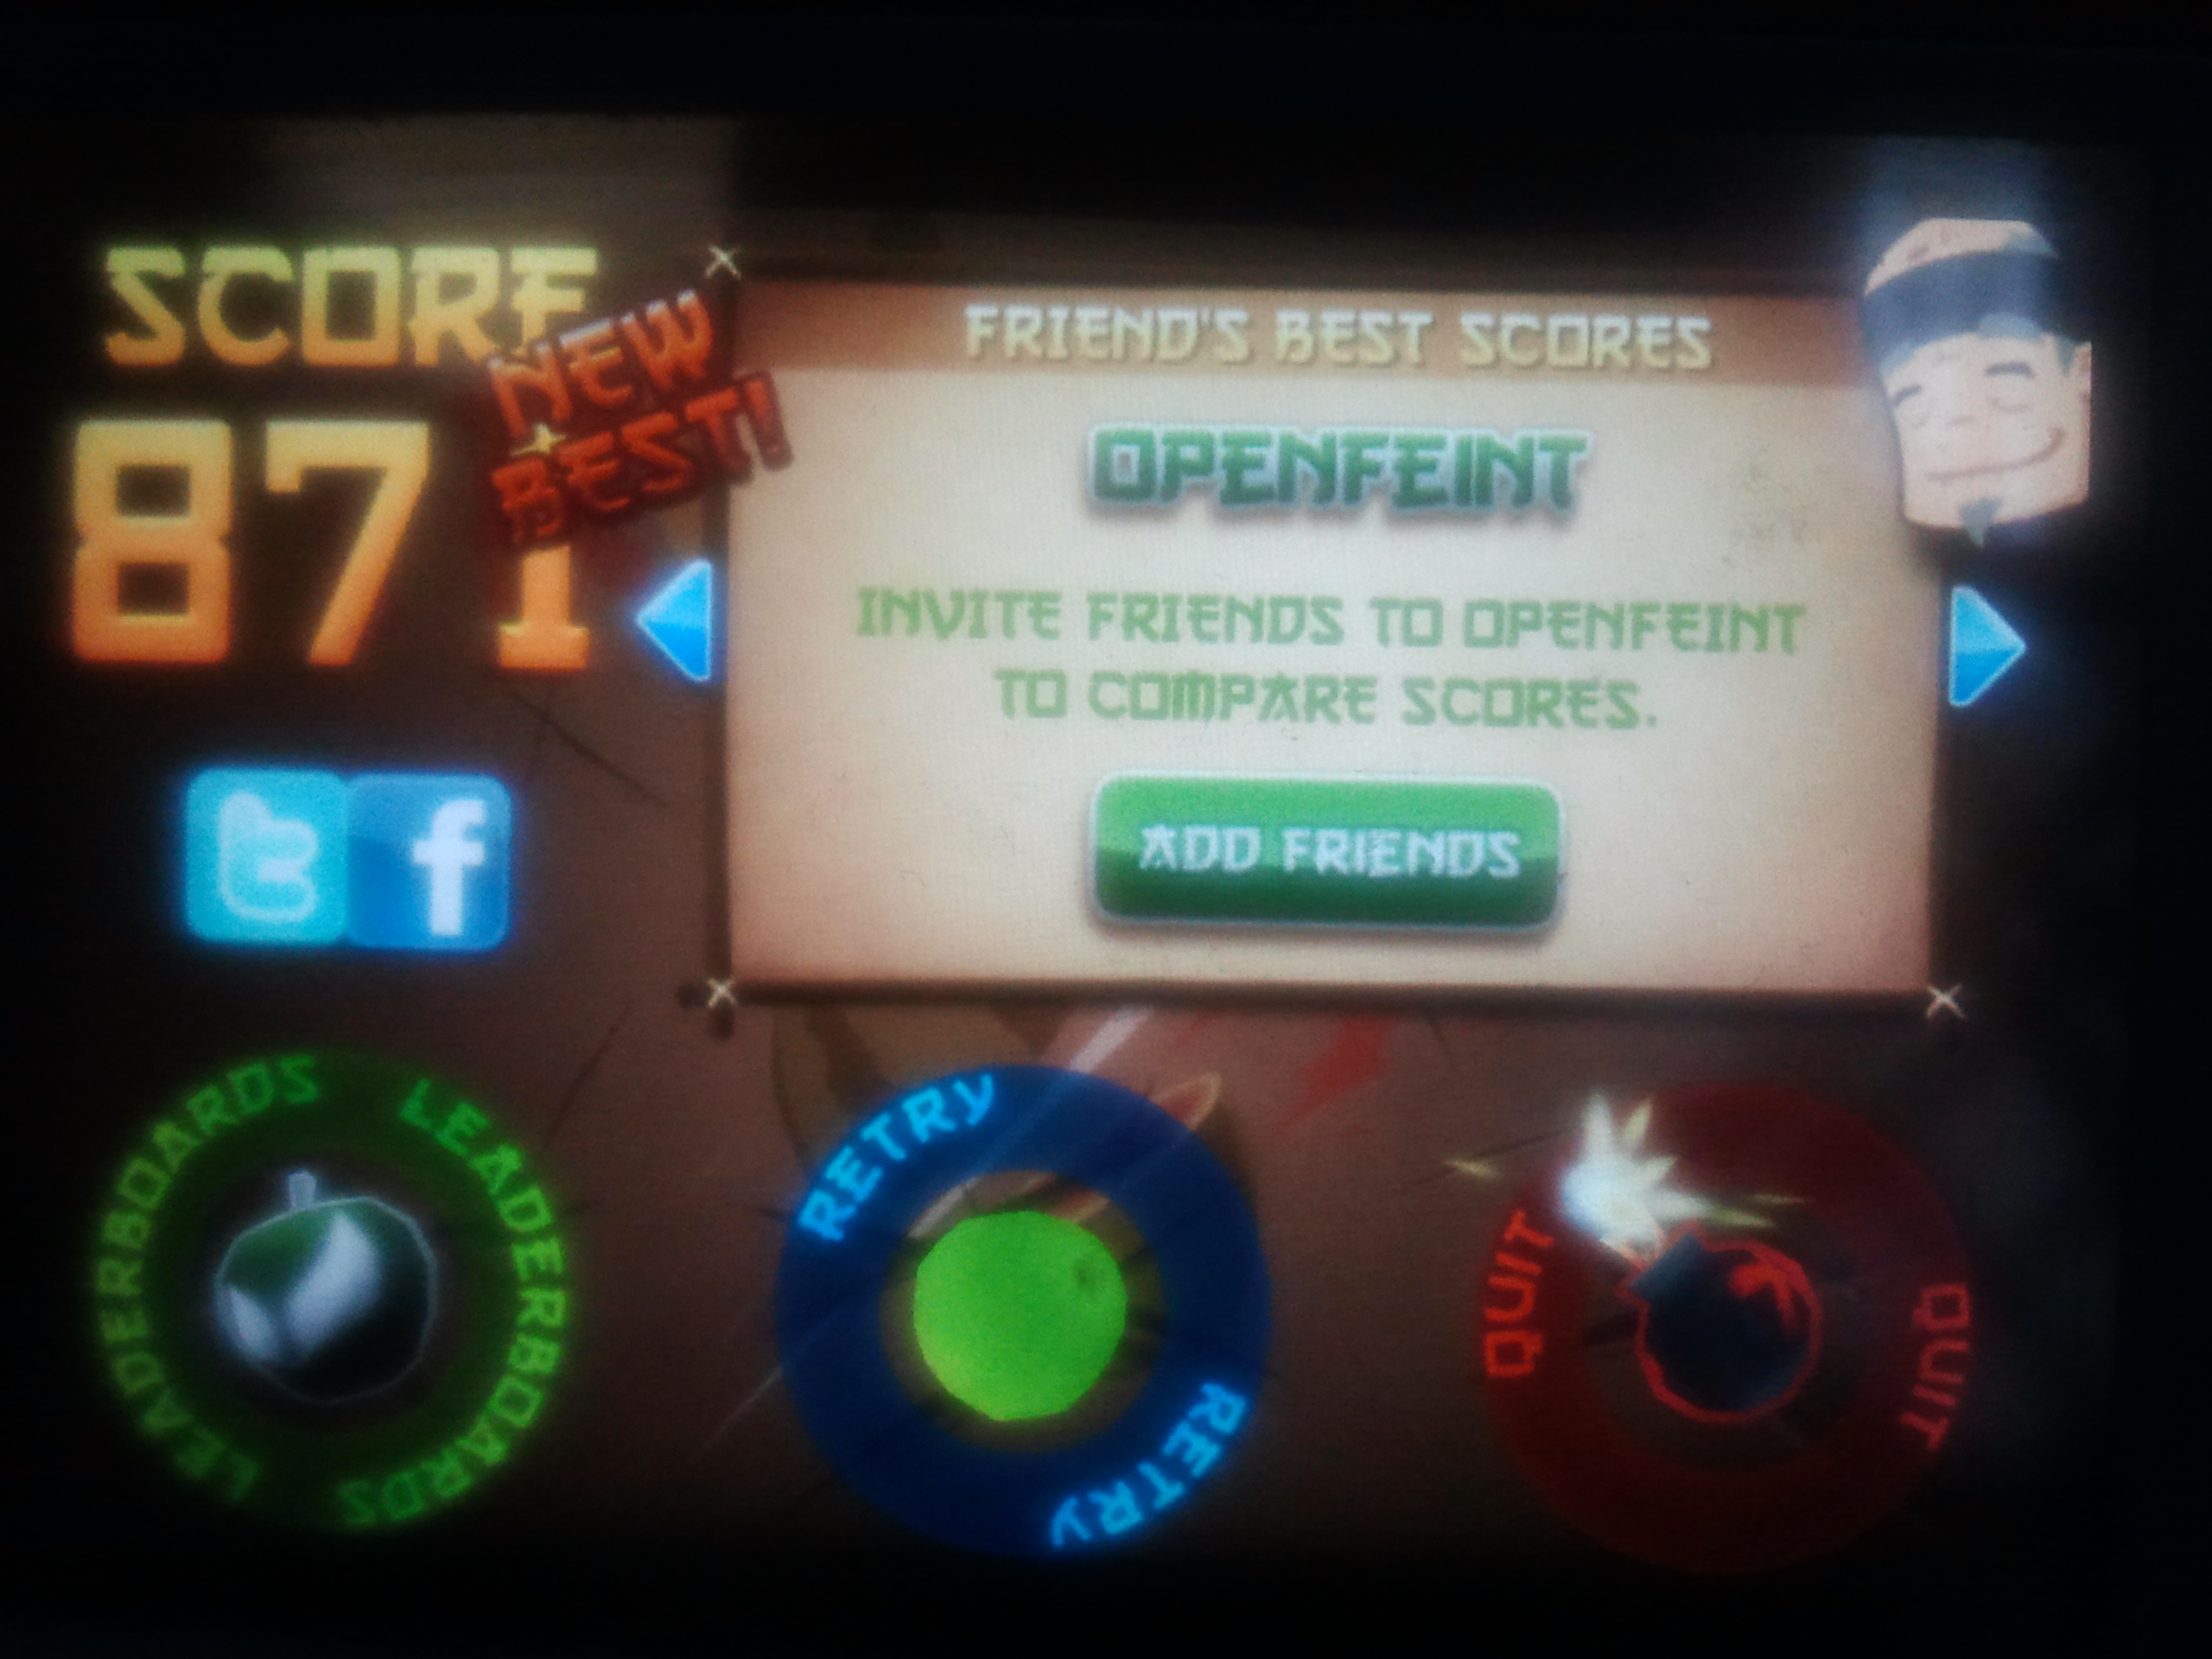 SCORE
NEW
BEST!
871
FRIEND'S BEST SCORES
OPENFEINT
INVITE FRIENDS TO OPENFEINT
TO COMPARE SCORES.
ADD FRIENDS
t f
LEADERBOARDS LEADERBOARDS
RETRY RETRY
QUIT QUIT